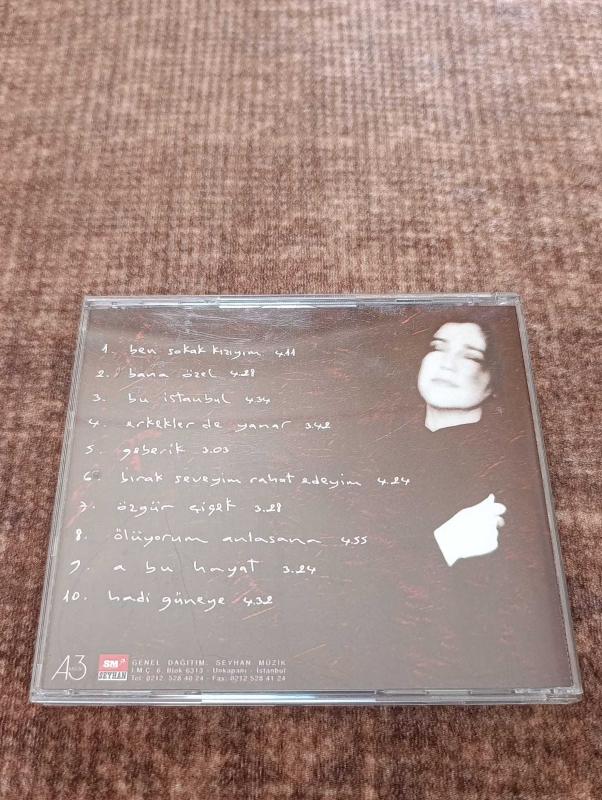 1. ben sokak kızıyım 4.11
2. bana özel 4.28
3. bu istanbul 4.34
4. erkekler de yanar 3.42
5. geberik 3.03
6. bırak seveyim rahat edeyim 4.24
7. özgür çiçek 3.28
8. ölüyorum anlasana 4.55
9. a bu hayat 3.24
10. hadi güneye 4.32
A3
SM
SEYHAN
GENEL DAĞITIM: SEYHAN MÜZİK
İ.M.Ç. 6. Blok 6313 - Unkapanı - İstanbul
Tel: 0212. 528 40 24 - Fax: 0212 528 41 24